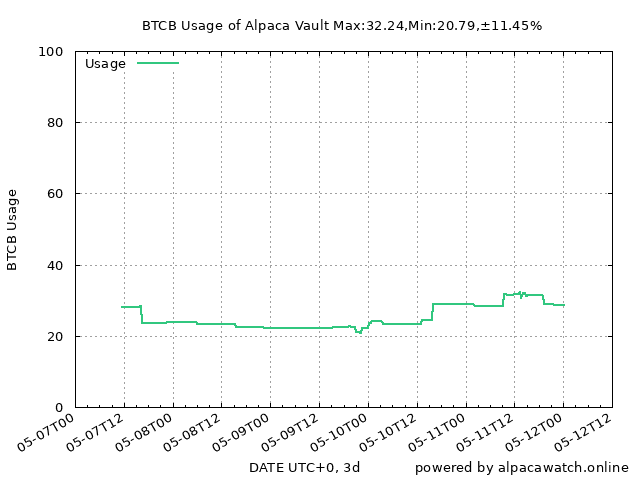 BTCB Usage of Alpaca Vault Max:32.24,Min:20.79,±11.45%
100
Usage
80
60
BTCB Usage
40
20
0
05-07T00
05-07T12
05-08T00
05-08T12
05-09T00
05-09T12
05-10T00
05-10T12
05-11T00
05-11T12
05-12T00
05-12T12
DATE UTC+0, 3d
powered by alpacawatch.online